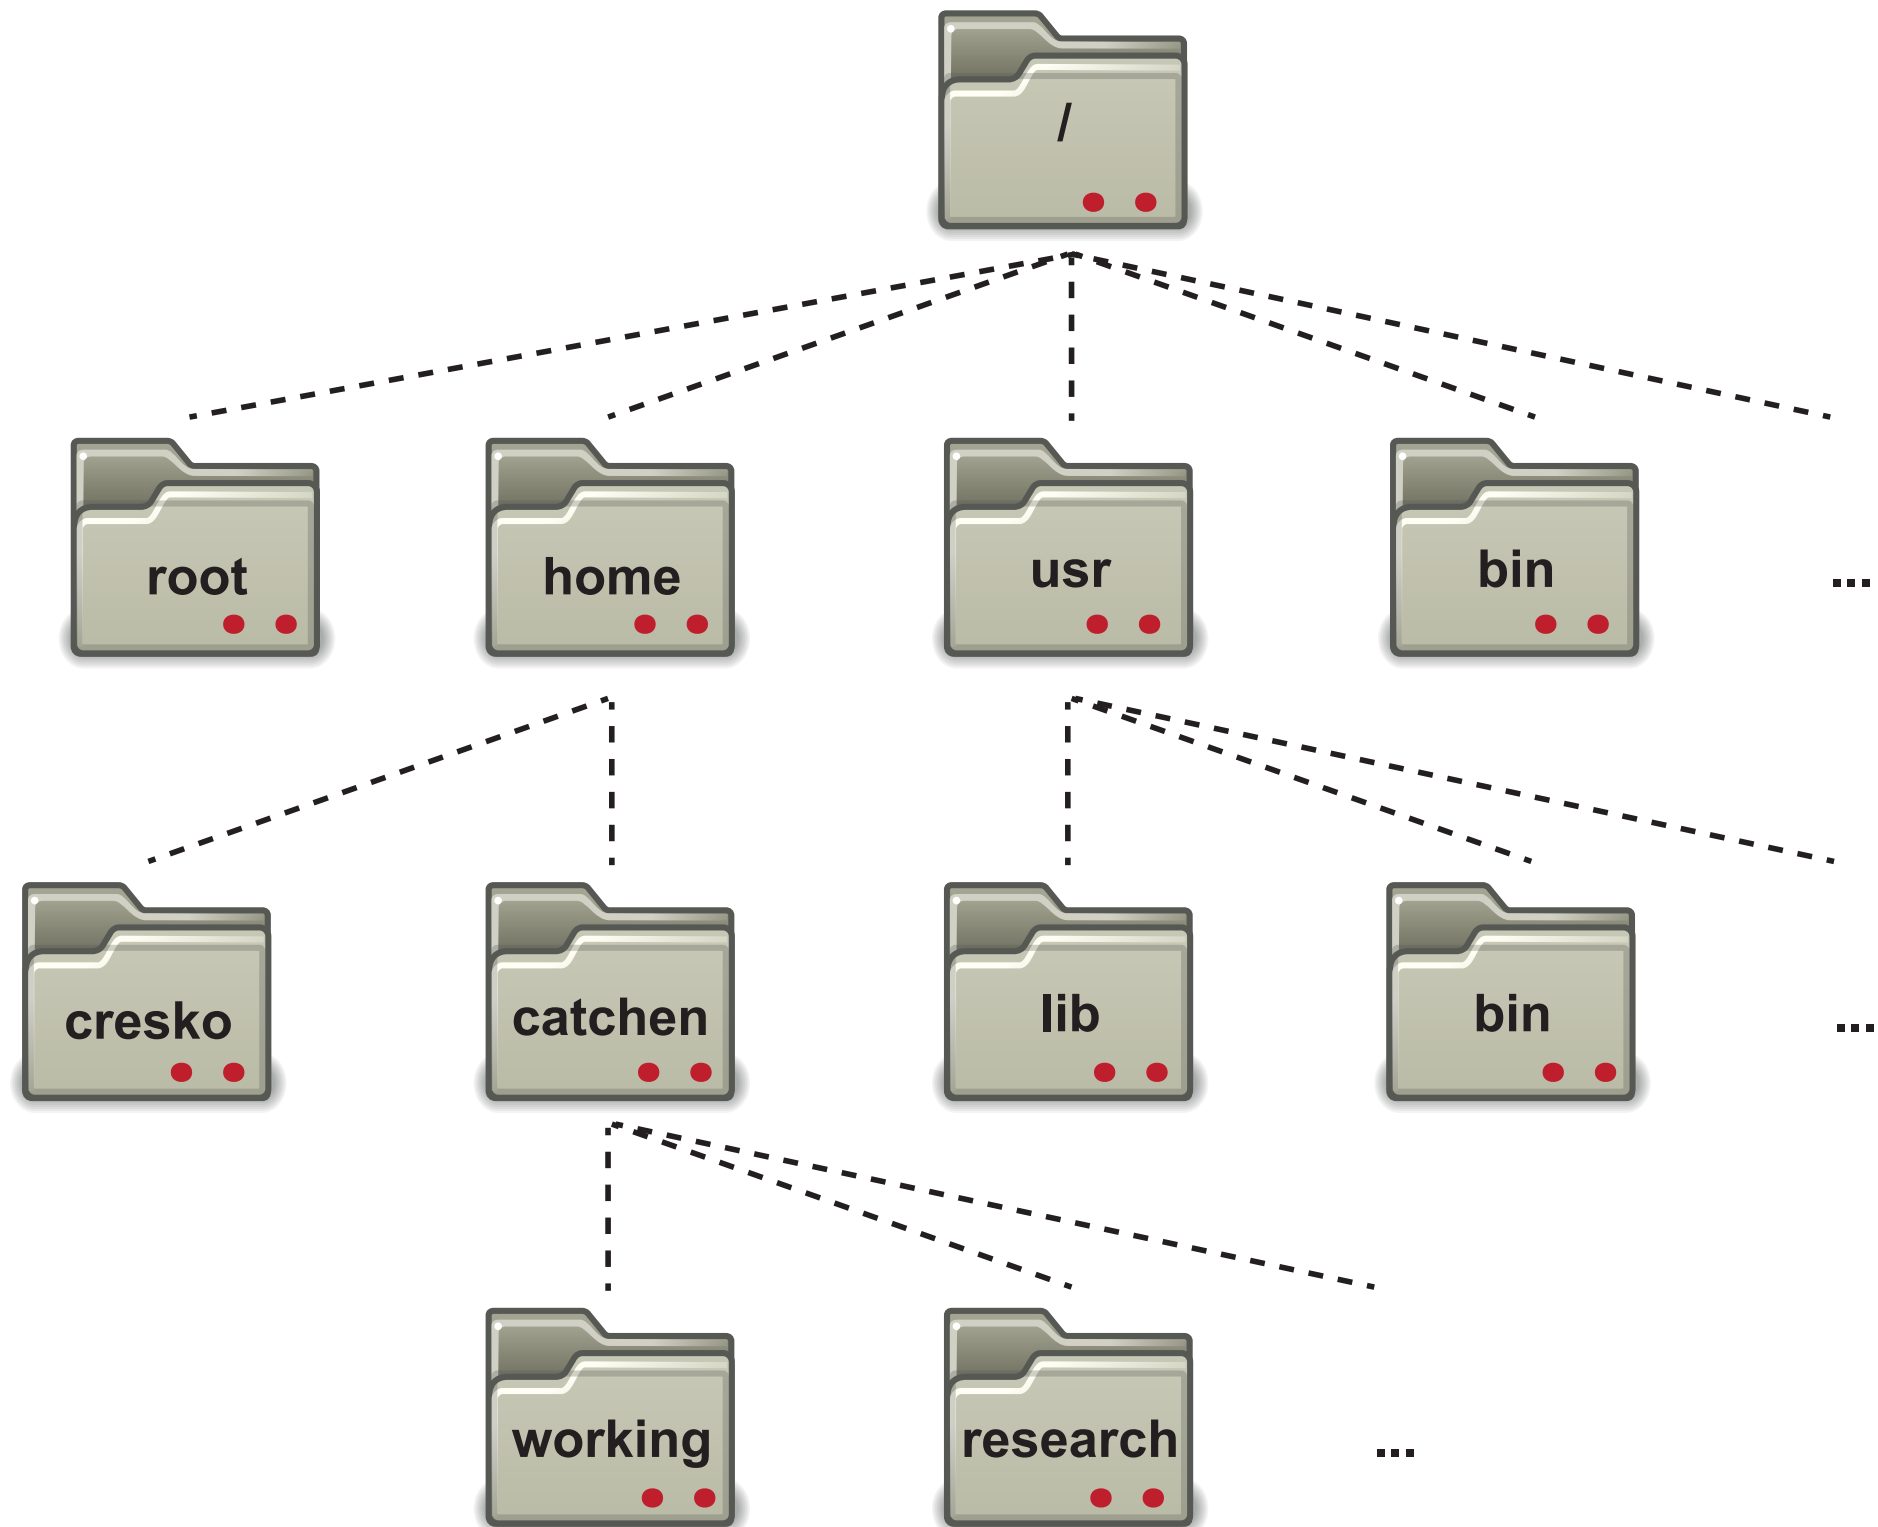 /
root
home
usr
bin
...
cresko
catchen
lib
bin
...
working
research
...